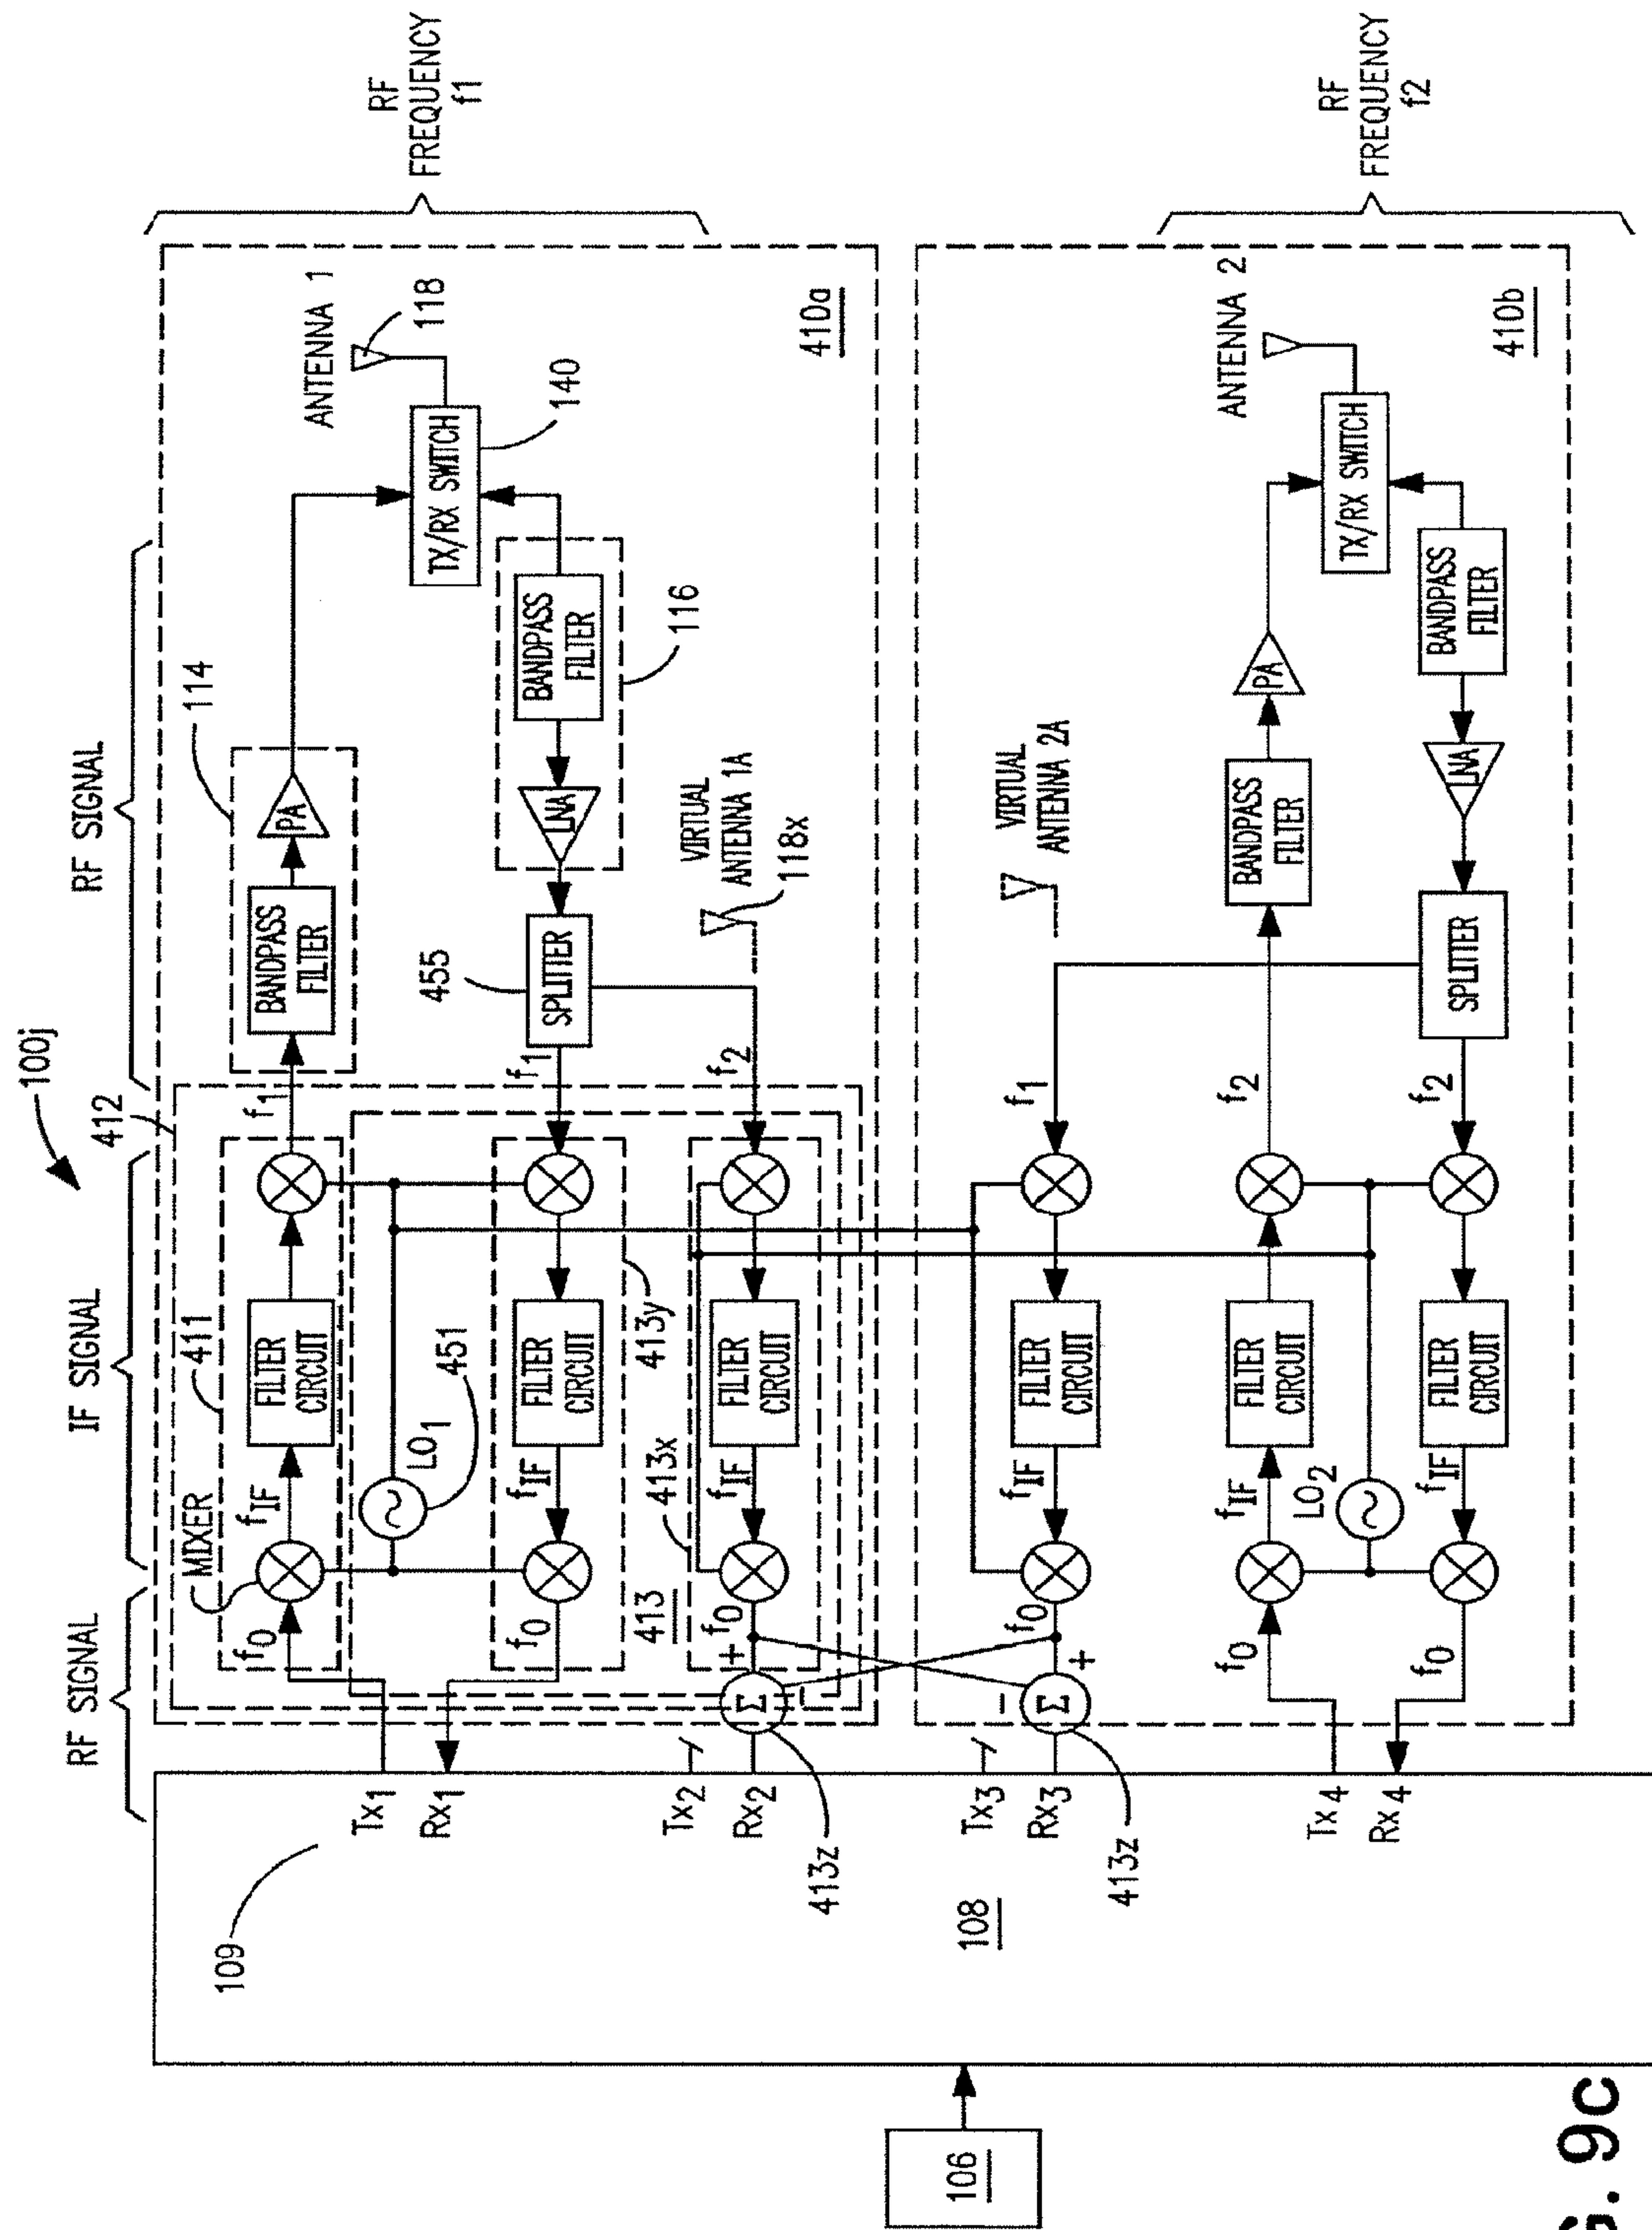 100j
RF SIGNAL
IF SIGNAL
RF SIGNAL
412
411
MIXER
f0
fIF
FILTER
CIRCUIT
f1
BANDPASS
FILTER
PA
114
ANTENNA 1
118
TX/RX SWITCH
140
RF
FREQUENCY
f1
109
Tx1
Rx1
LO1
451
f0
fIF
FILTER
CIRCUIT
413y
f1
455
SPLITTER
LNA
BANDPASS
FILTER
116
413
413x
Tx2
Rx2
Σ
+
f0
fIF
FILTER
CIRCUIT
f2
VIRTUAL
ANTENNA 1A
118x
410a
413z
106
108
Tx3
Rx3
413z
−
Σ
+
f0
fIF
FILTER
CIRCUIT
f1
VIRTUAL
ANTENNA 2A
Tx4
Rx4
f0
fIF
FILTER
CIRCUIT
f2
BANDPASS
FILTER
PA
ANTENNA 2
LO2
TX/RX SWITCH
RF
FREQUENCY
f2
f0
fIF
FILTER
CIRCUIT
f2
SPLITTER
LNA
BANDPASS
FILTER
410b
G. 9c